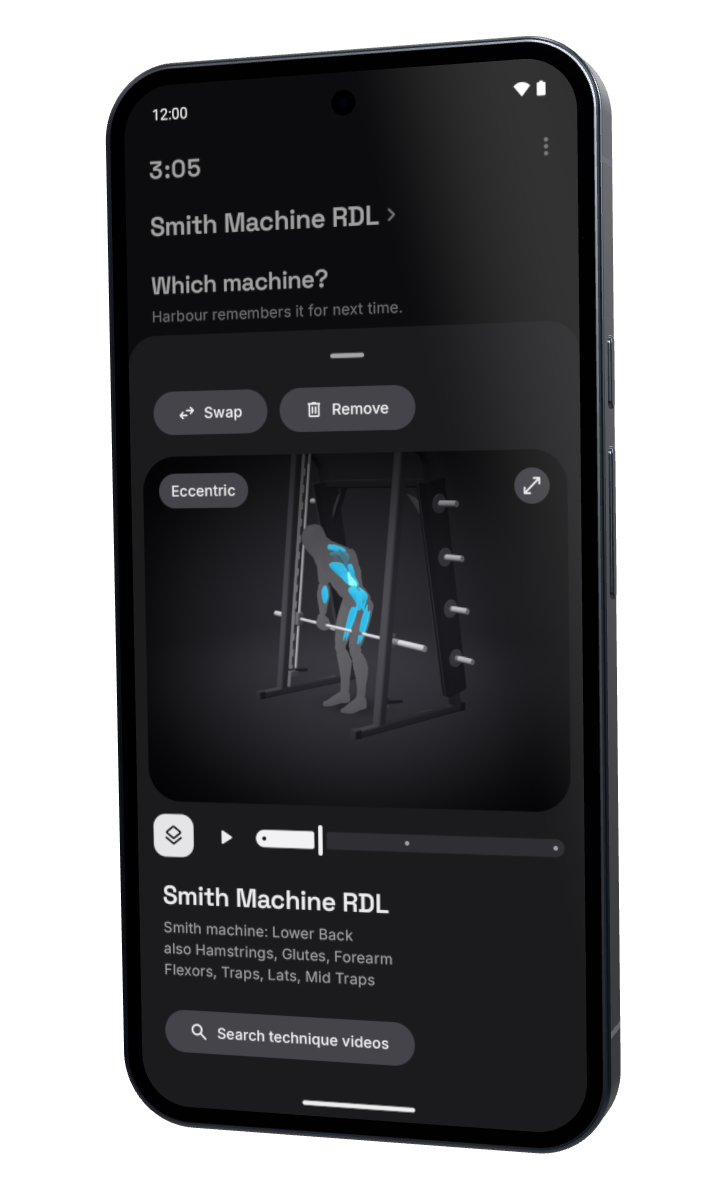 12:00
3:05
Smith Machine RDL
Which machine?
Harbour remembers it for next time.
Swap
Remove
Eccentric
Smith Machine RDL
Smith machine: Lower Back
also Hamstrings, Glutes, Forearm
Flexors, Traps, Lats, Mid Traps
Search technique videos